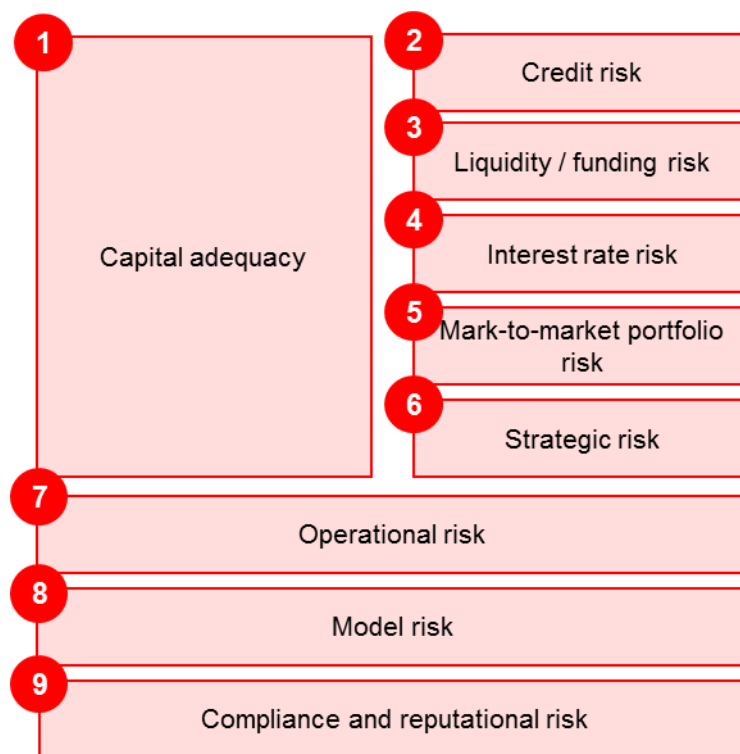 1
Capital adequacy
2
Credit risk
3
Liquidity / funding risk
4
Interest rate risk
5
Mark-to-market portfolio
risk
6
Strategic risk
7
Operational risk
8
Model risk
9
Compliance and reputational risk